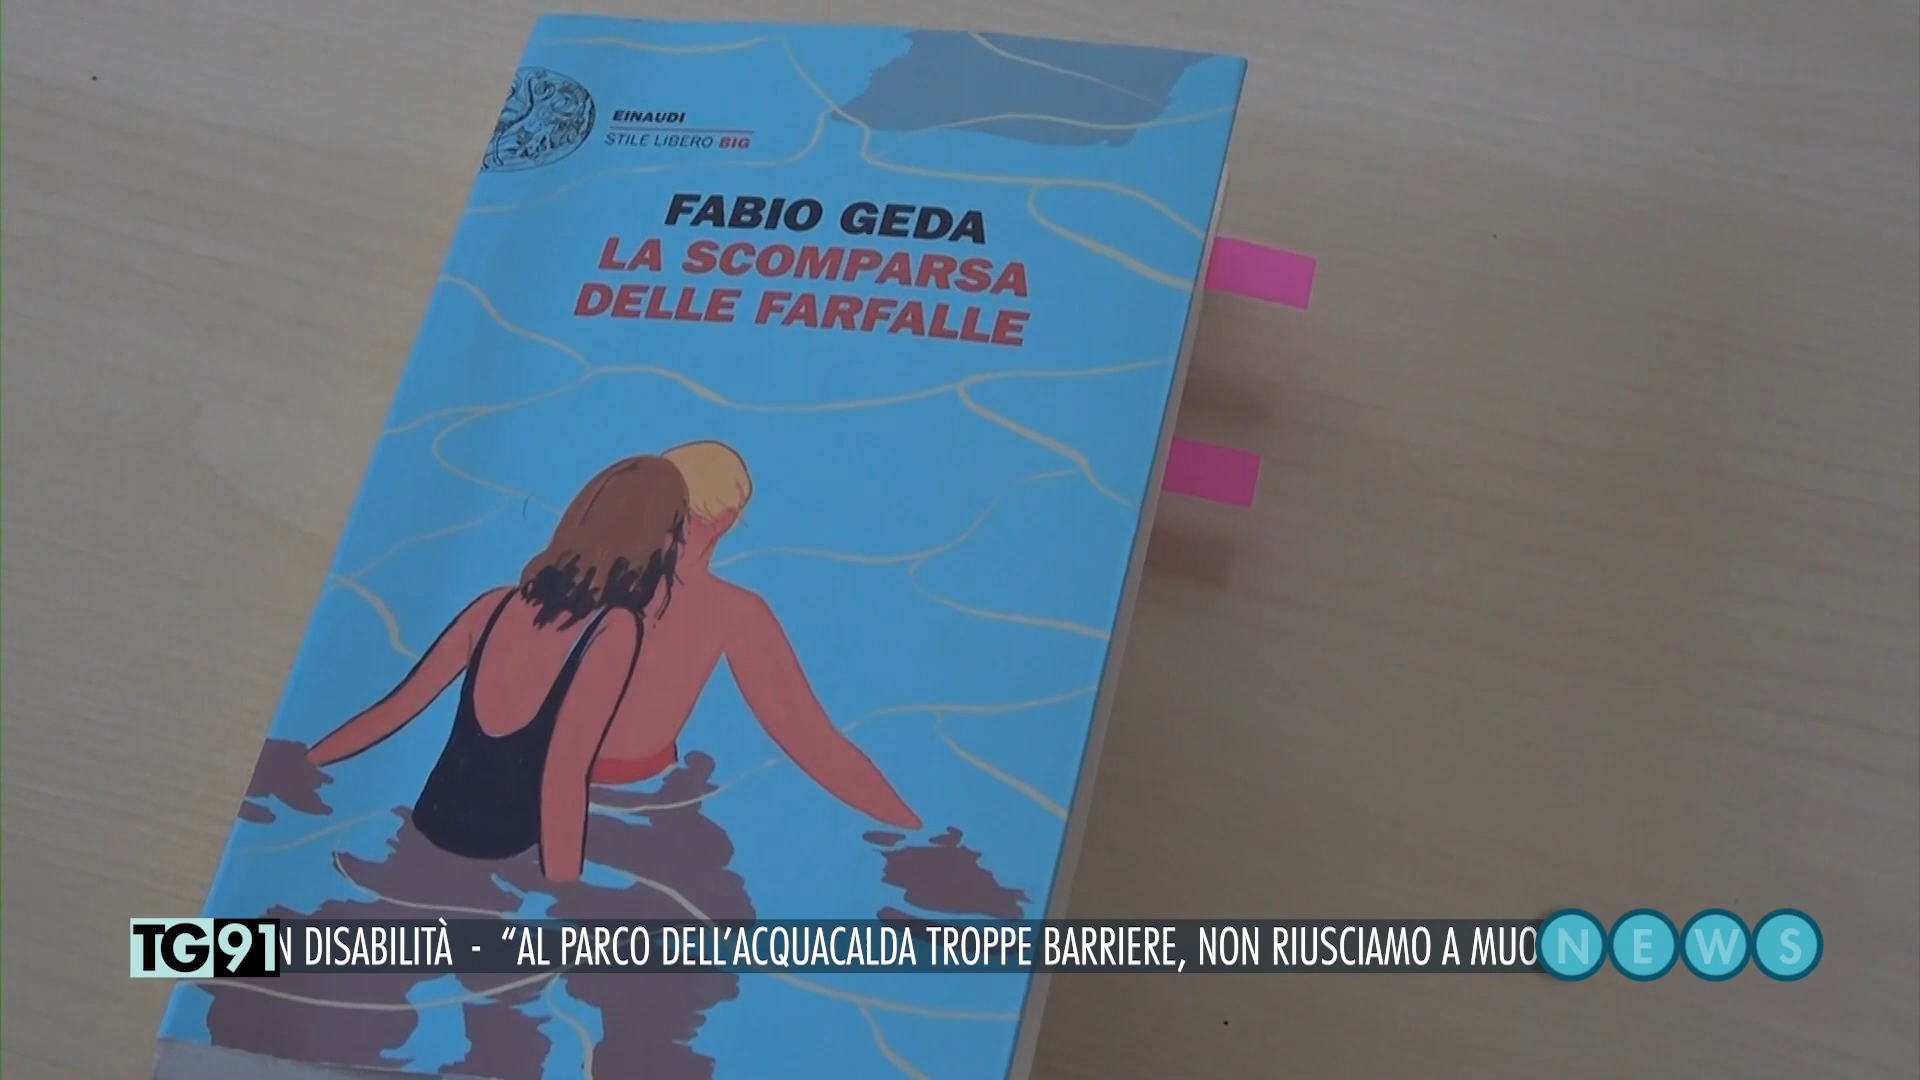 EINAUDI
STILE LIBERO BIG
FABIO GEDA
LA SCOMPARSA
DELLE FARFALLE
TG91 N DISABILITÀ - “AL PARCO DELL’ACQUACALDA TROPPE BARRIERE, NON RIUSCIAMO A MUO NEWS